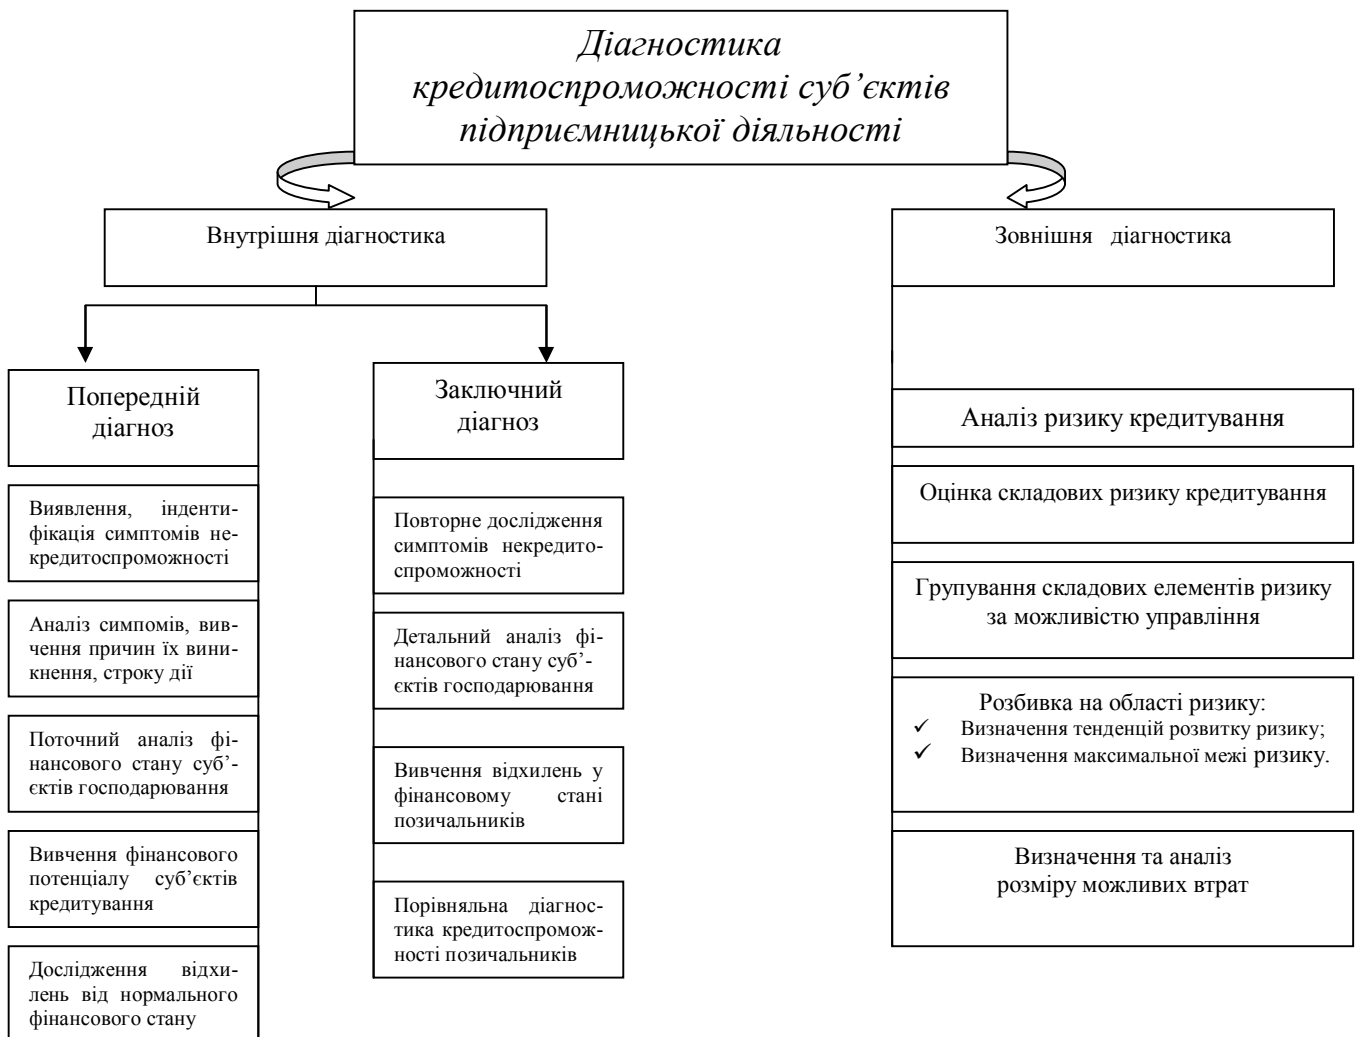 Діагностика
кредитоспроможності суб’єктів
підприємницької діяльності
Внутрішня діагностика
Зовнішня діагностика
Попередній
діагноз
Виявлення, індентифі-
фікація симптомів не-
кредитоспроможності
Аналіз симпомів, вив-
чення причин їх вини-
кнення, строку дії
Поточний аналіз фі-
нансового стану суб’-
єктів господарювання
Вивчення фінансового
потенціалу суб’єктів
кредитування
Дослідження відхи-
лень від нормального
фінансового стану
Заключний
діагноз
Повторне дослідження
симптомів некредито-
спроможності
Детальний аналіз фі-
нансового стану суб’-
єктів господарювання
Вивчення відхилень у
фінансовому стані
позичальників
Порівняльна діагнос-
тика кредитоспромож-
ності позичальників
Аналіз ризику кредитування
Оцінка складових ризику кредитування
Групування складових елементів ризику
за можливістю управління
Розбивка на області ризику:
✓ Визначення тенденцій розвитку ризику;
✓ Визначення максимальної межі ризику.
Визначення та аналіз
розміру можливих втрат